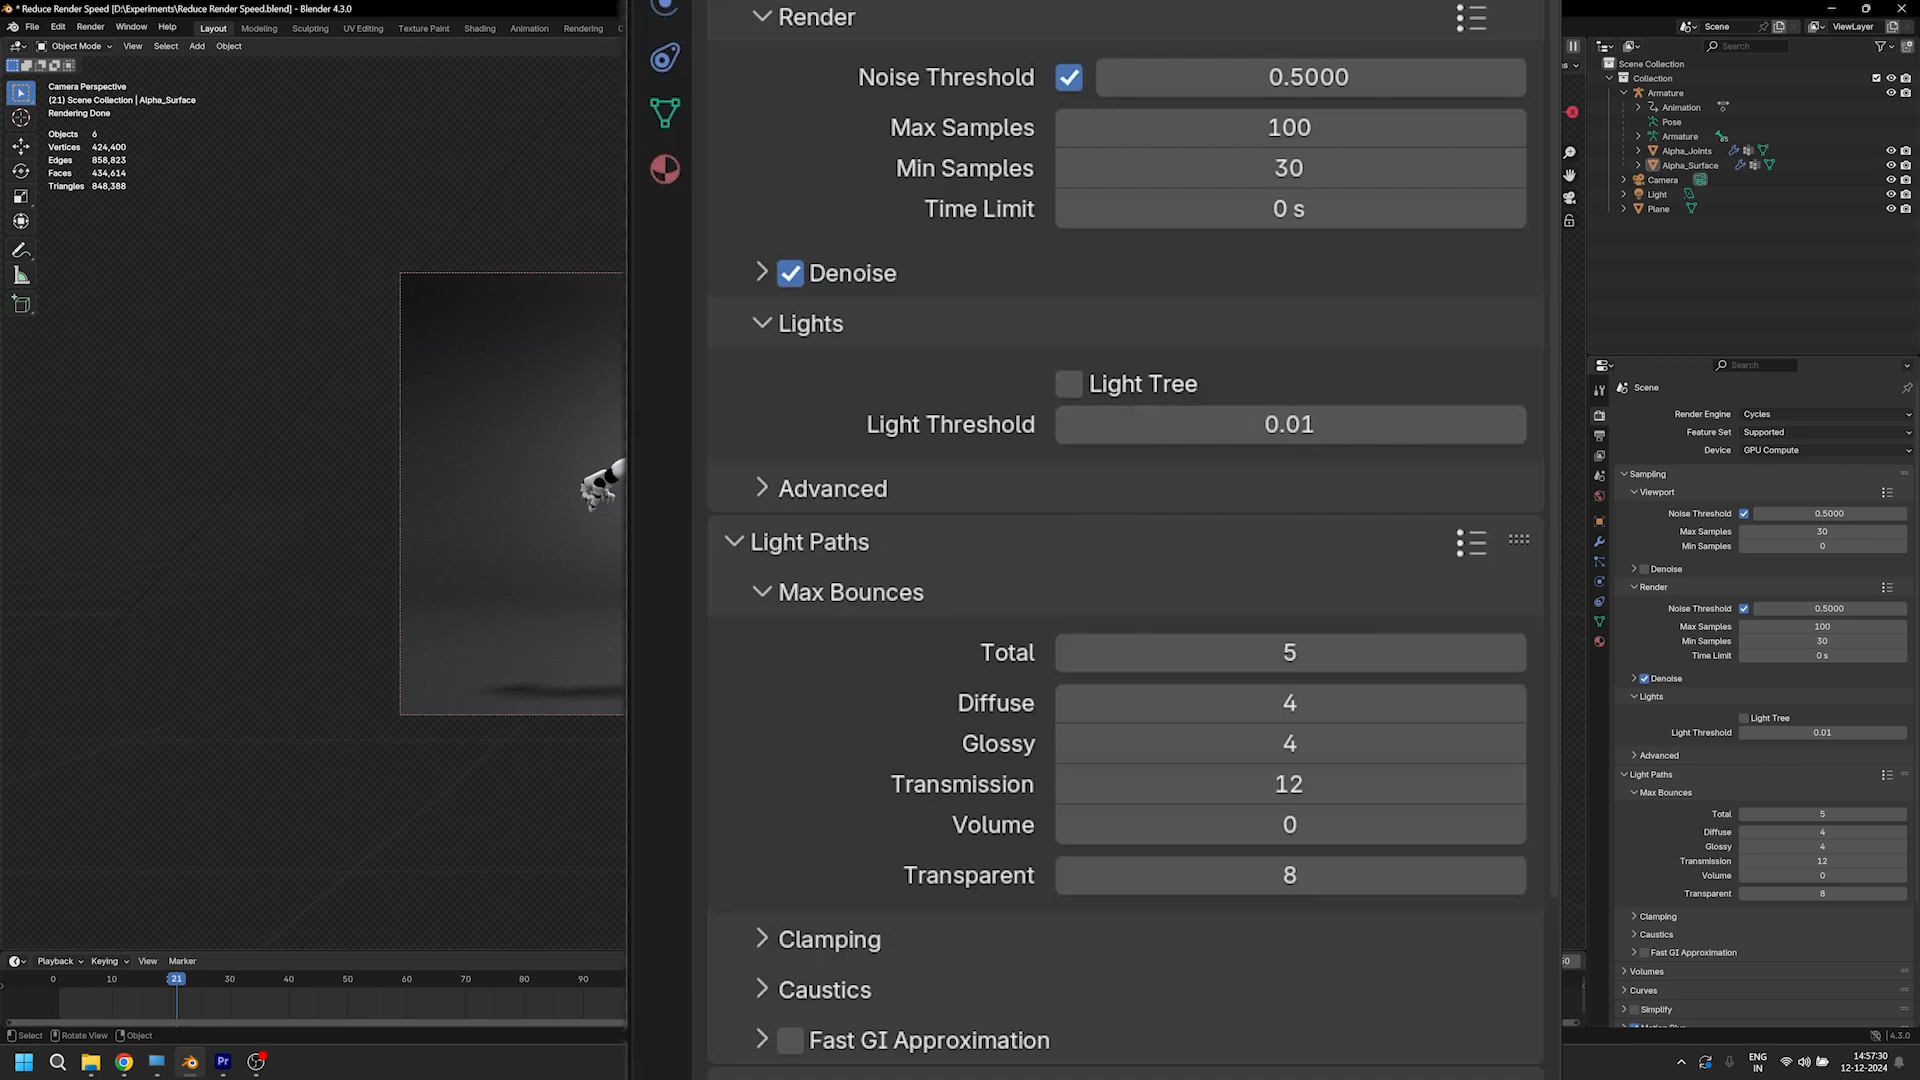 * Reduce Render Speed [D:\Experiments\Reduce Render Speed.blend] - Blender 4.3.0
File Edit Render Window Help
Layout Modeling Sculpting UV Editing Texture Paint Shading Animation Rendering
Object Mode View Select Add Object
Camera Perspective
(21) Scene Collection | Alpha_Surface
Rendering Done
Objects 6
Vertices 424,400
Edges 858,823
Faces 434,614
Triangles 848,388
Render
Noise Threshold 0.5000
Max Samples 100
Min Samples 30
Time Limit 0 s
Denoise
Lights
Light Tree
Light Threshold 0.01
Advanced
Light Paths
Max Bounces
Total 5
Diffuse 4
Glossy 4
Transmission 12
Volume 0
Transparent 8
Clamping
Caustics
Fast GI Approximation
Scene ViewLayer
Search
Scene Collection
Collection
Armature
Animation
Pose
Armature
Alpha_Joints
Alpha_Surface
Camera
Light
Plane
Search
Scene
Render Engine Cycles
Feature Set Supported
Device GPU Compute
Sampling
Viewport
Noise Threshold 0.5000
Max Samples 30
Min Samples 0
Denoise
Render
Noise Threshold 0.5000
Max Samples 100
Min Samples 30
Time Limit 0 s
Denoise
Lights
Light Tree
Light Threshold 0.01
Advanced
Light Paths
Max Bounces
Total 5
Diffuse 4
Glossy 4
Transmission 12
Volume 0
Transparent 8
Clamping
Caustics
Fast GI Approximation
Volumes
Curves
Simplify
Playback Keying View Marker
0 10 21 30 40 50 60 70 80 90
Select Rotate View Object
4.3.0
Pr
ENG
IN
14:57:30
12-12-2024